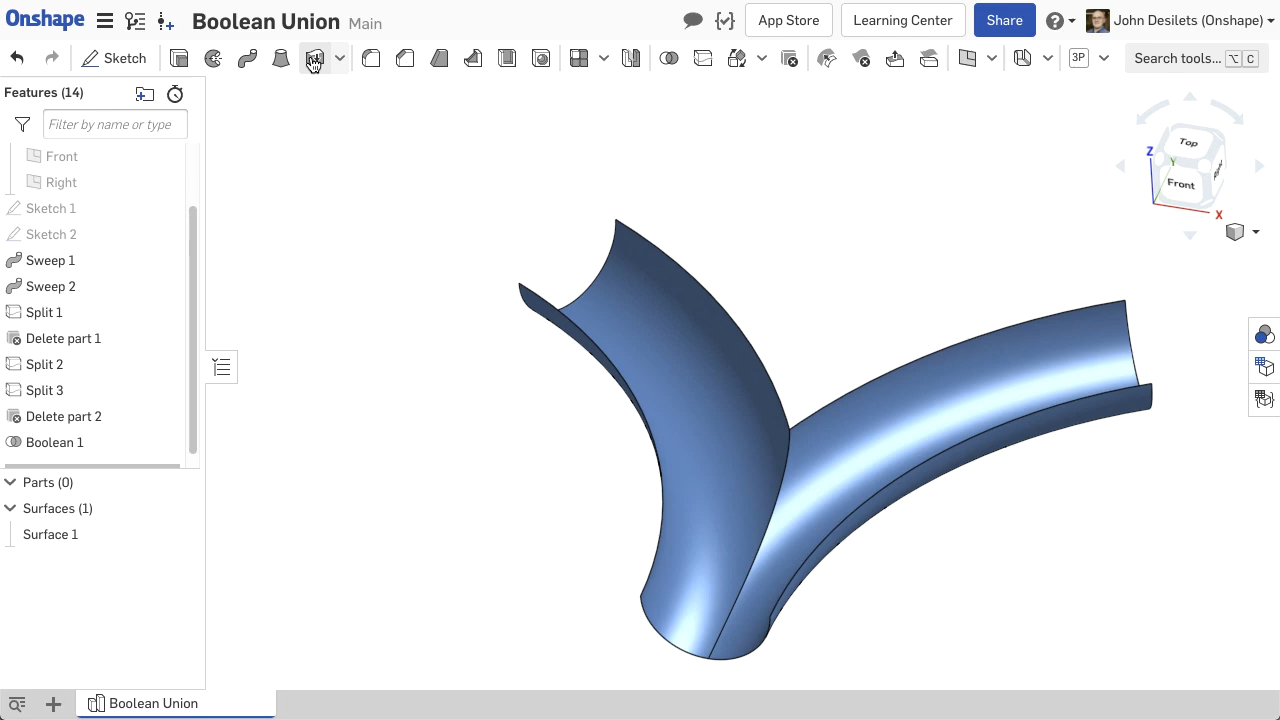 Onshape Boolean Union Main App Store Learning Center Share John Desilets (Onshape)
Sketch 3P Search tools... ⌥ C
Features (14)
Filter by name or type
Front
Right
Sketch 1
Sketch 2
Sweep 1
Sweep 2
Split 1
Delete part 1
Split 2
Split 3
Delete part 2
Boolean 1
Parts (0)
Surfaces (1)
Surface 1
Top
Z Y
Front Right
X
Boolean Union